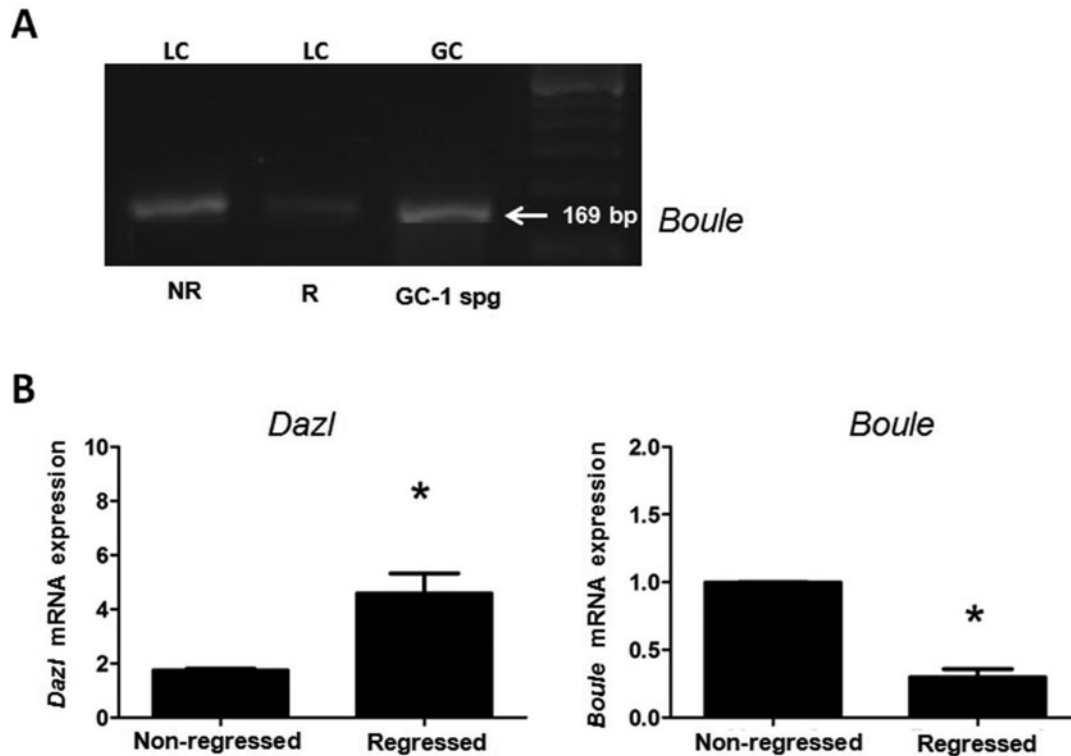 A
LC LC GC
169 bp
Boule
NR R GC-1 spg
B
Dazl
Dazl mRNA expression
10
8
6
4
2
0
*
Non-regressed Regressed
Boule
Boule mRNA expression
2.0
1.5
1.0
0.5
0.0
*
Non-regressed Regressed